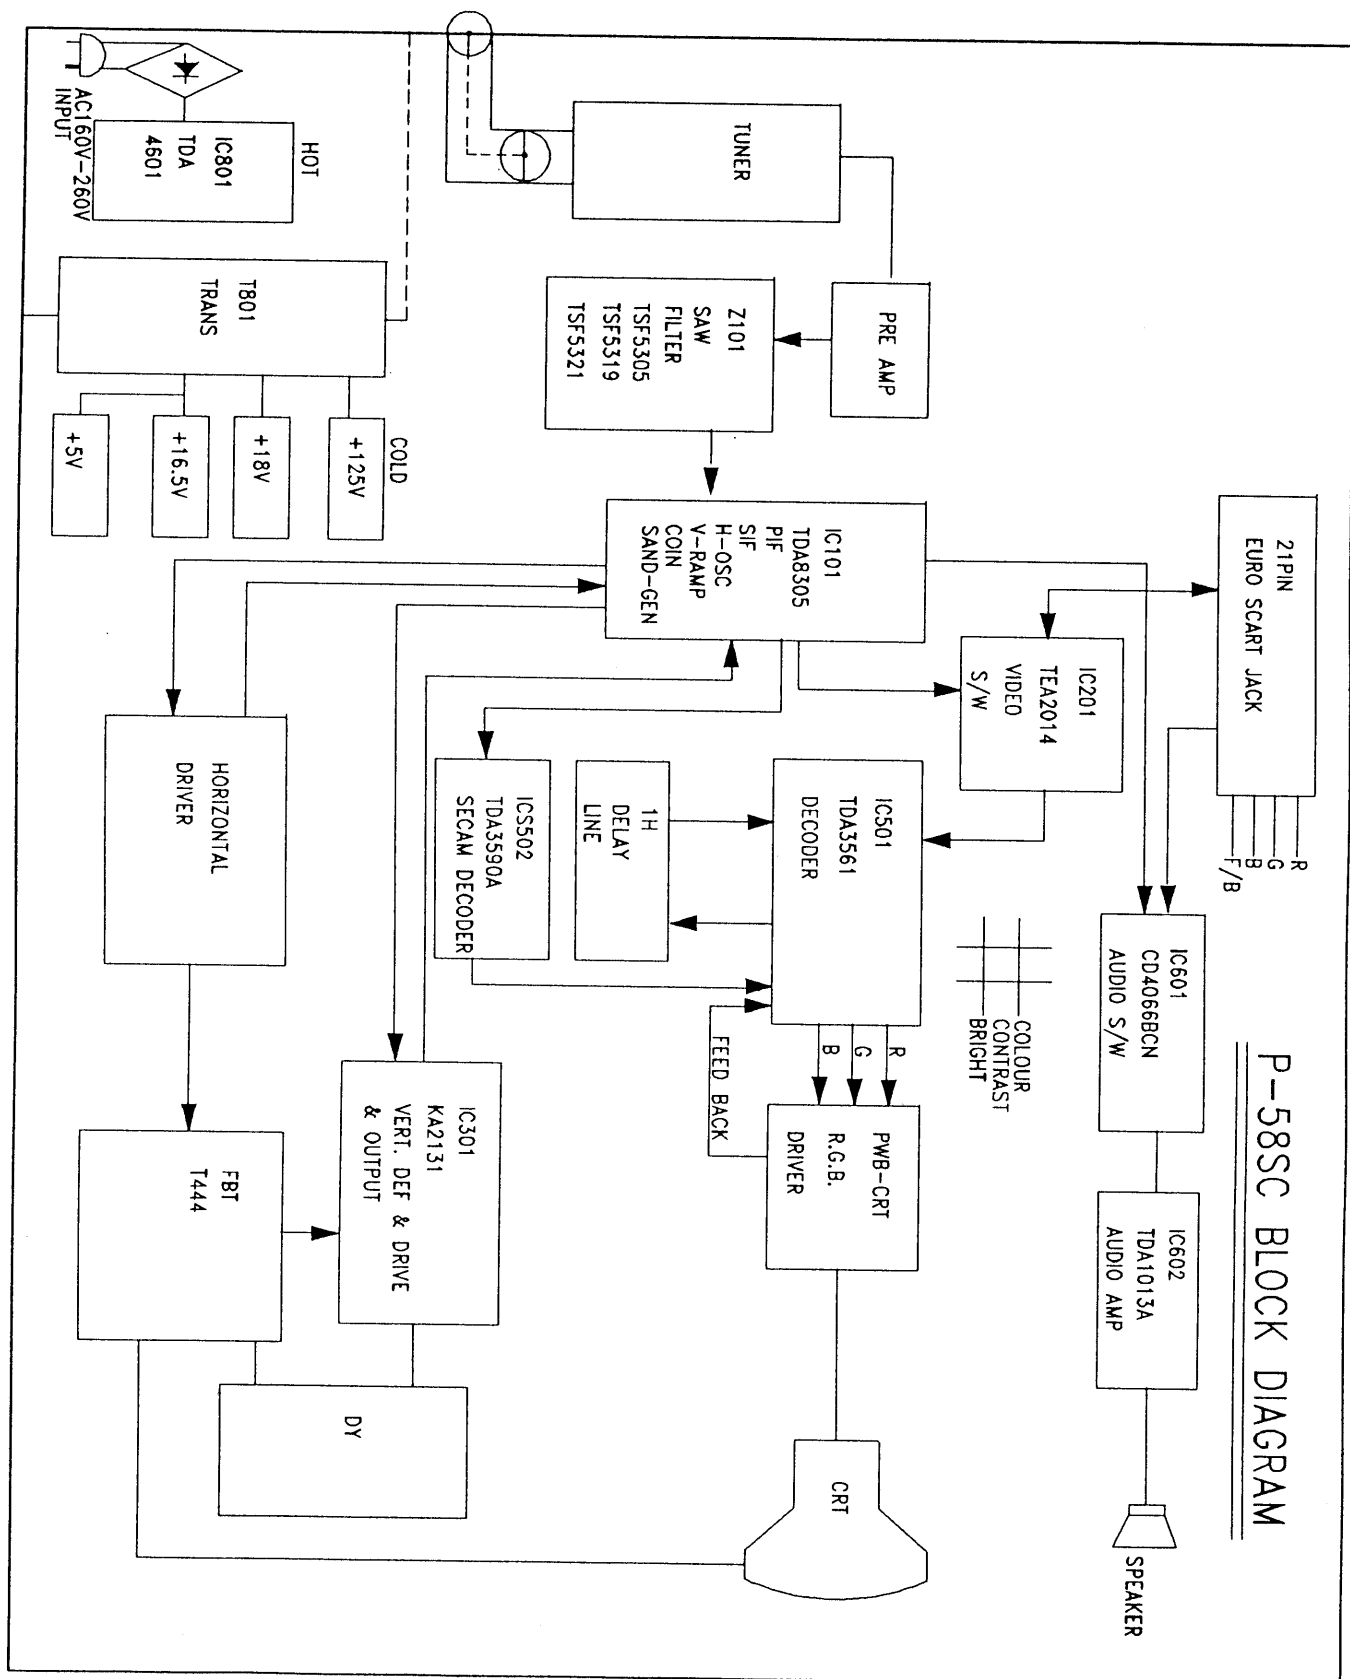 P-58SC BLOCK DIAGRAM
21PIN
EURO SCART JACK
R
G
B
F/B
IC601
CD4066BCN
AUDIO S/W
IC602
TDA1013A
AUDIO AMP
SPEAKER
IC201
TEA2014
VIDEO
S/W
COLOUR
CONTRAST
BRIGHT
TUNER
PRE AMP
Z101
SAW
FILTER
TSF5305
TSF5319
TSF5321
IC101
TDA8305
PIF
SIF
H-OSC
V-RAMP
COIN
SAND-GEN
IC501
TDA3561
DECODER
R
G
B
FEED BACK
PWB-CRT
R.G.B.
DRIVER
CRT
1H
DELAY
LINE
ICS502
TDA3590A
SECAM DECODER
IC301
KA2131
VERT. DEF & DRIVE
& OUTPUT
HOT
IC801
TDA
4601
AC160V-260V
INPUT
T801
TRANS
COLD
+125V
+18V
+16.5V
+5V
HORIZONTAL
DRIVER
FBT
T444
DY